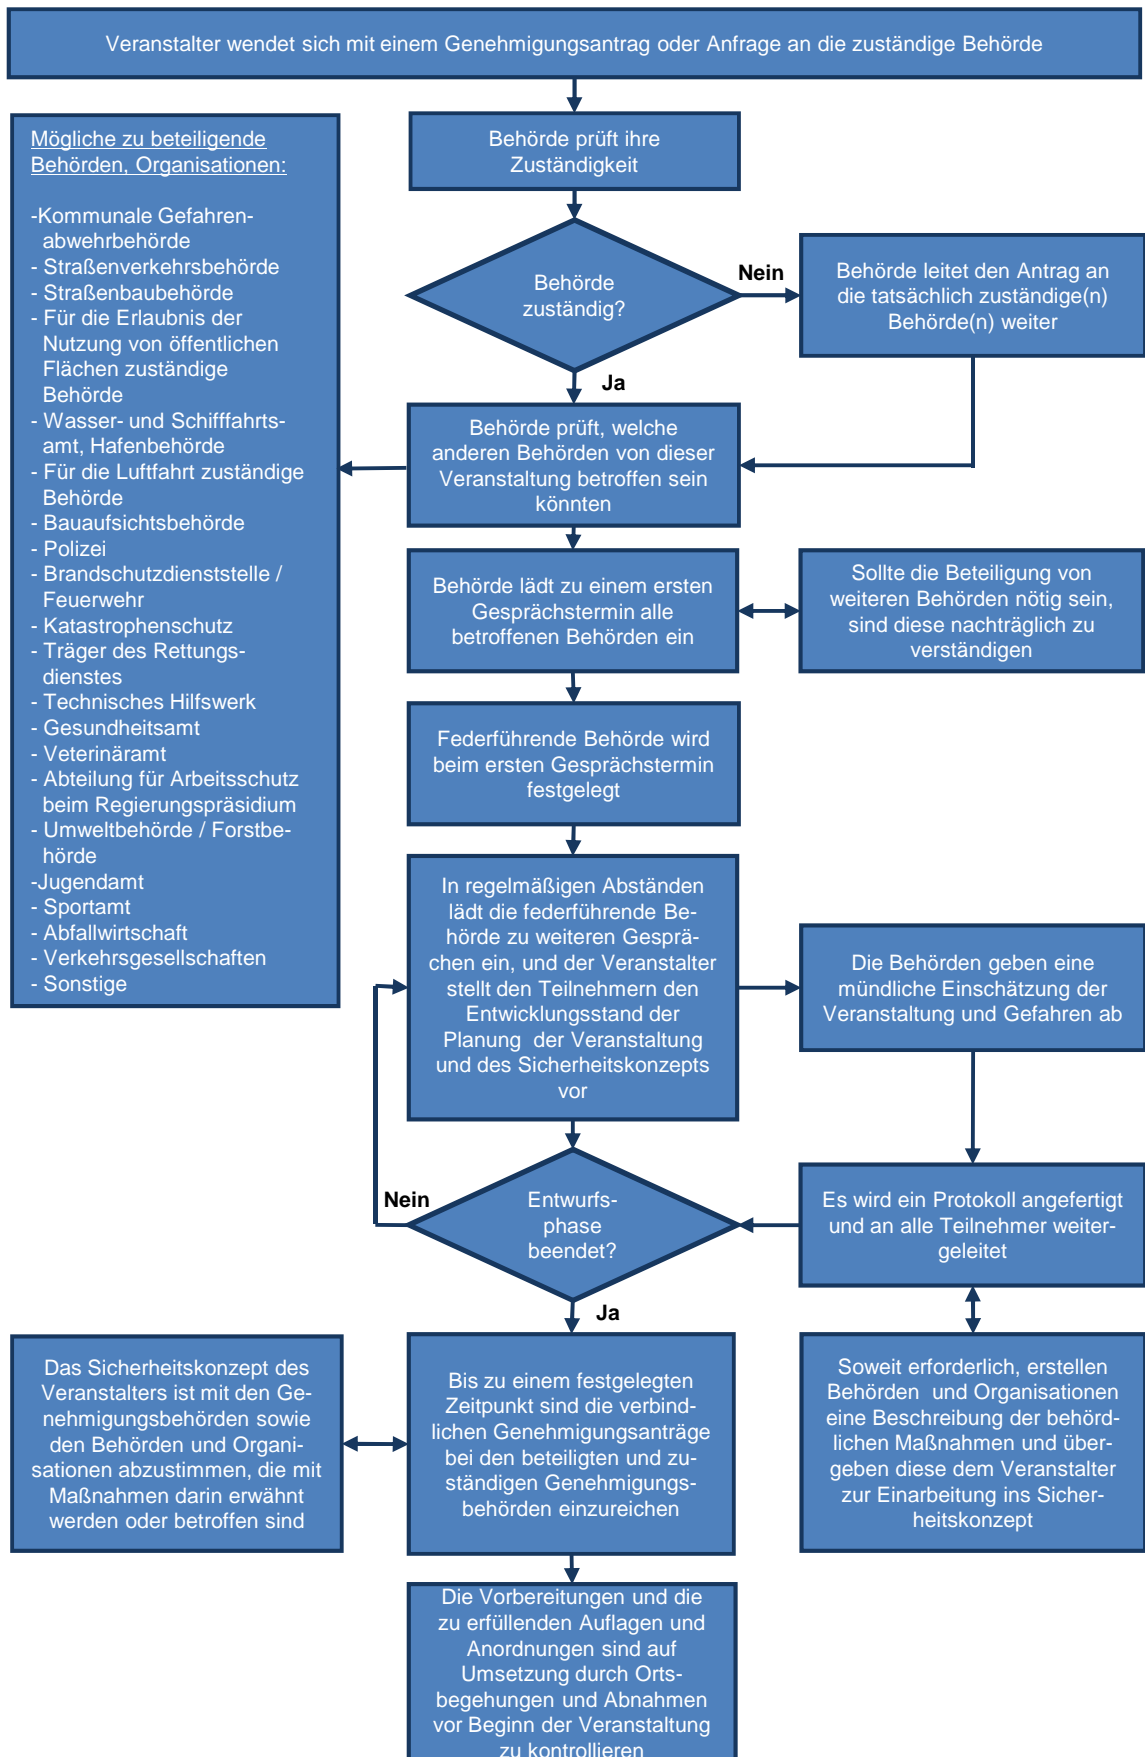 Veranstalter wendet sich mit einem Genehmigungsantrag oder Anfrage an die zuständige Behörde
Behörde prüft ihre
Zuständigkeit
Mögliche zu beteiligende
Behörden, Organisationen:
-Kommunale Gefahren-
abwehrbehörde
- Straßenverkehrsbehörde
- Straßenbaubehörde
- Für die Erlaubnis der
Nutzung von öffentlichen
Flächen zuständige
Behörde
- Wasser- und Schifffahrts-
amt, Hafenbehörde
- Für die Luftfahrt zuständige
Behörde
- Bauaufsichtsbehörde
- Polizei
- Brandschutzdienststelle /
Feuerwehr
- Katastrophenschutz
- Träger des Rettungs-
dienstes
- Technisches Hilfswerk
- Gesundheitsamt
- Veterinäramt
- Abteilung für Arbeitsschutz
beim Regierungspräsidium
- Umweltbehörde / Forstbe-
hörde
-Jugendamt
- Sportamt
- Abfallwirtschaft
- Verkehrsgesellschaften
- Sonstige
Behörde
zuständig?
Nein
Behörde leitet den Antrag an
die tatsächlich zuständige(n)
Behörde(n) weiter
Ja
Behörde prüft, welche
anderen Behörden von dieser
Veranstaltung betroffen sein
könnten
Behörde lädt zu einem ersten
Gesprächstermin alle
betroffenen Behörden ein
Sollte die Beteiligung von
weiteren Behörden nötig sein,
sind diese nachträglich zu
verständigen
Federführende Behörde wird
beim ersten Gesprächstermin
festgelegt
In regelmäßigen Abständen
lädt die federführende Be-
hörde zu weiteren Gesprä-
chen ein, und der Veranstalter
stellt den Teilnehmern den
Entwicklungsstand der
Planung  der Veranstaltung
und des Sicherheitskonzepts
vor
Die Behörden geben eine
mündliche Einschätzung der
Veranstaltung und Gefahren ab
Nein
Entwurfs-
phase
beendet?
Es wird ein Protokoll angefertigt
und an alle Teilnehmer weiter-
geleitet
Ja
Das Sicherheitskonzept des
Veranstalters ist mit den Ge-
nehmigungsbehörden sowie
den Behörden und Organi-
sationen abzustimmen, die mit
Maßnahmen darin erwähnt
werden oder betroffen sind
Bis zu einem festgelegten
Zeitpunkt sind die verbind-
lichen Genehmigungsanträge
bei den beteiligten und zu-
ständigen Genehmigungs-
behörden einzureichen
Soweit erforderlich, erstellen
Behörden  und Organisationen
eine Beschreibung der behörd-
lichen Maßnahmen und über-
geben diese dem Veranstalter
zur Einarbeitung ins Sicher-
heitskonzept
Die Vorbereitungen und die
zu erfüllenden Auflagen und
Anordnungen sind auf
Umsetzung durch Orts-
begehungen und Abnahmen
vor Beginn der Veranstaltung
zu kontrollieren